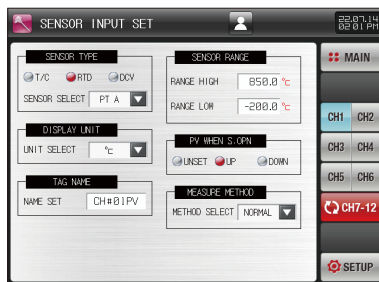 SENSOR INPUT SET
22.07.14
02:01 PM
SENSOR TYPE
T/C RTD DCV
SENSOR SELECT PT A
DISPLAY UNIT
UNIT SELECT °C
TAG NAME
NAME SET CH#01PV
SENSOR RANGE
RANGE HIGH 850.0 °C
RANGE LOW -200.0 °C
PV WHEN S.OPN
UNSET UP DOWN
MEASURE METHOD
METHOD SELECT NORMAL
MAIN
CH1 CH2
CH3 CH4
CH5 CH6
CH7-12
SETUP